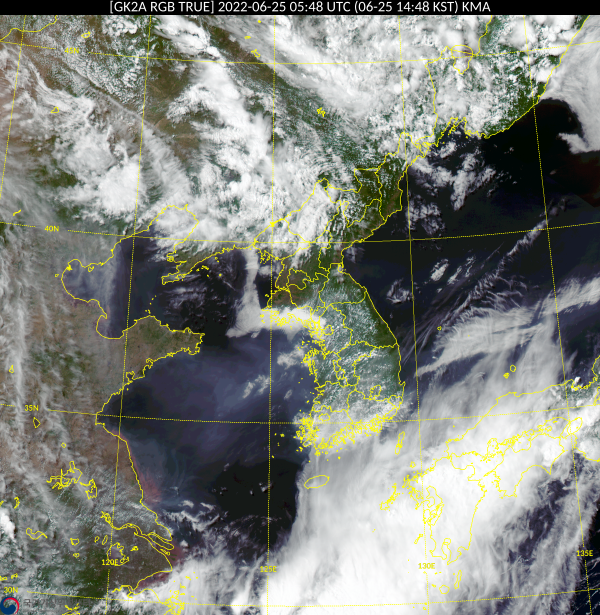 [GK2A RGB TRUE] 2022-06-25 05:48 UTC (06-25 14:48 KST) KMA
40N
35N
120E
125E
130E
135E
30N